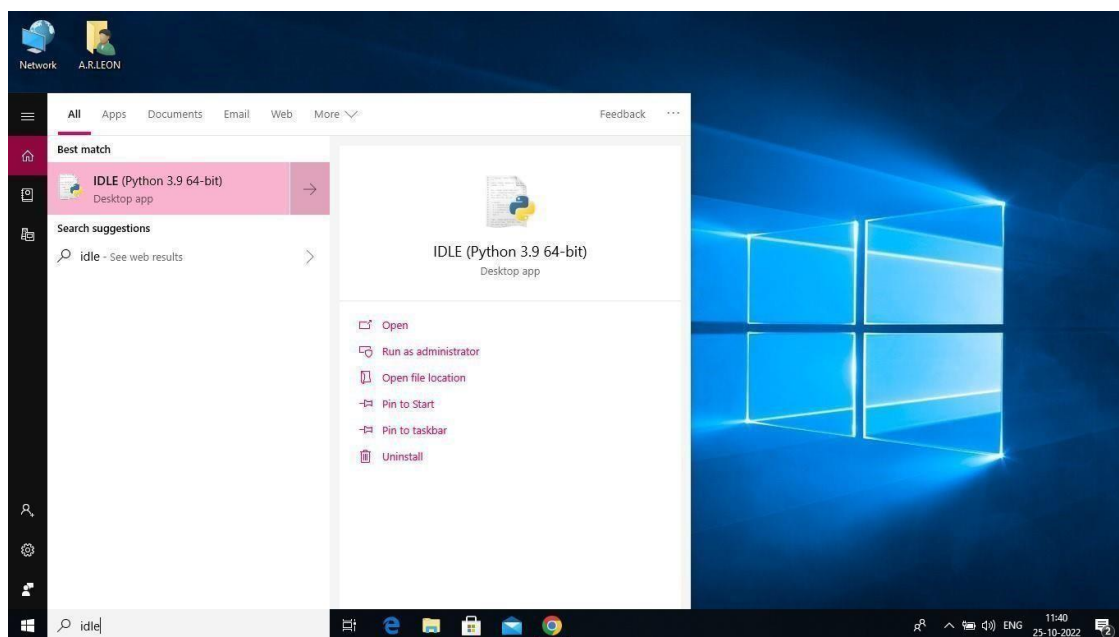 Network
A.R.LEON
All Apps Documents Email Web More Feedback ...
Best match
IDLE (Python 3.9 64-bit)
Desktop app
Search suggestions
idle - See web results
IDLE (Python 3.9 64-bit)
Desktop app
Open
Run as administrator
Open file location
Pin to Start
Pin to taskbar
Uninstall
idle
ENG
11:40
25-10-2022
2